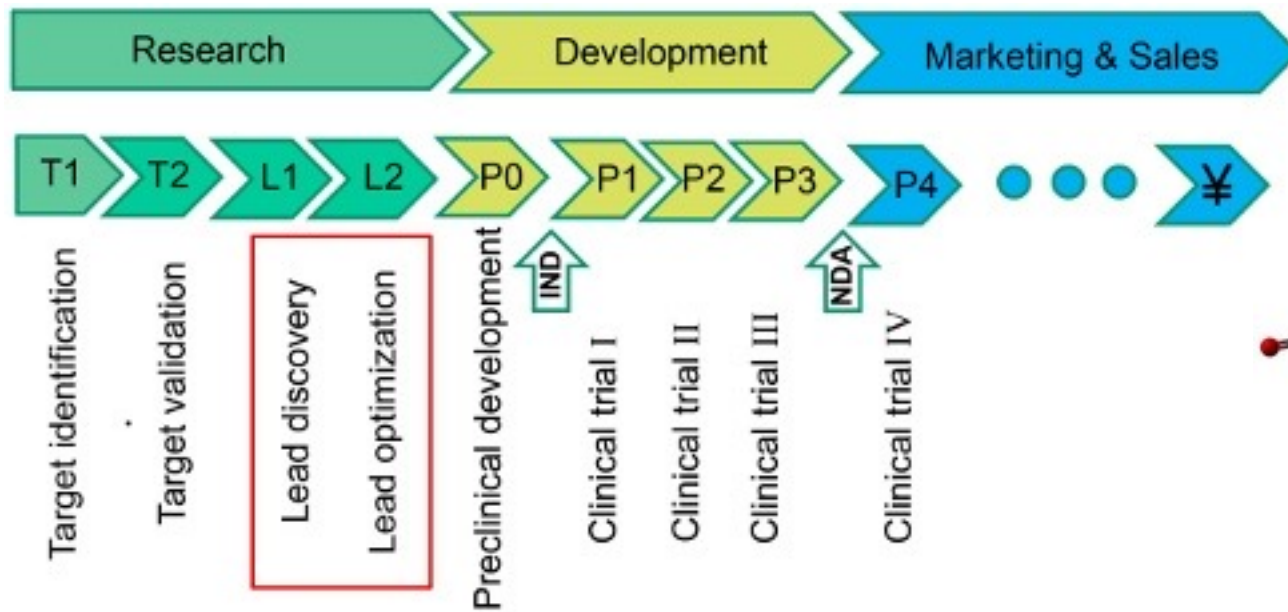 Research
Development
Marketing & Sales
T1
T2
L1
L2
P0
P1
P2
P3
P4
¥
IND
NDA
Target identification
Target validation
Lead discovery
Lead optimization
Preclinical development
Clinical trial I
Clinical trial II
Clinical trial III
Clinical trial IV